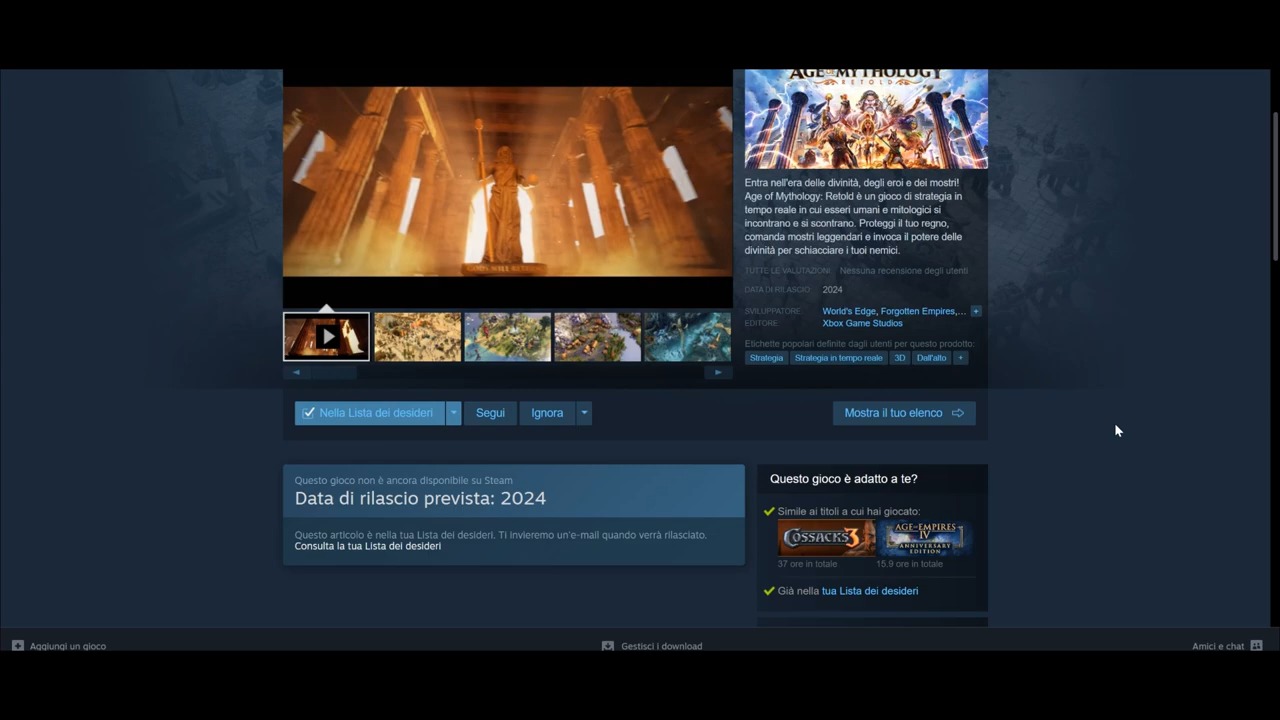 AGE OF MYTHOLOGY
RETOLD
Entra nell'era delle divinità, degli eroi e dei mostri!
Age of Mythology: Retold è un gioco di strategia in
tempo reale in cui esseri umani e mitologici si
incontrano e si scontrano. Proteggi il tuo regno,
comanda mostri leggendari e invoca il potere delle
divinità per schiacciare i tuoi nemici.
TUTTE LE VALUTAZIONI: Nessuna recensione degli utenti
DATA DI RILASCIO: 2024
SVILUPPATORE: World's Edge, Forgotten Empires,... +
EDITORE: Xbox Game Studios
Etichette popolari definite dagli utenti per questo prodotto:
Strategia Strategia in tempo reale 3D Dall'alto +
GODS WILL RETURN
Nella Lista dei desideri Segui Ignora Mostra il tuo elenco
Questo gioco non è ancora disponibile su Steam
Data di rilascio prevista: 2024
Questo articolo è nella tua Lista dei desideri. Ti invieremo un'e-mail quando verrà rilasciato.
Consulta la tua Lista dei desideri
Questo gioco è adatto a te?
Simile ai titoli a cui hai giocato:
COSSACKS 3
AGE OF EMPIRES
IV
ANNIVERSARY
EDITION
37 ore in totale 15.9 ore in totale
Già nella tua Lista dei desideri
Aggiungi un gioco Gestisci i download Amici e chat